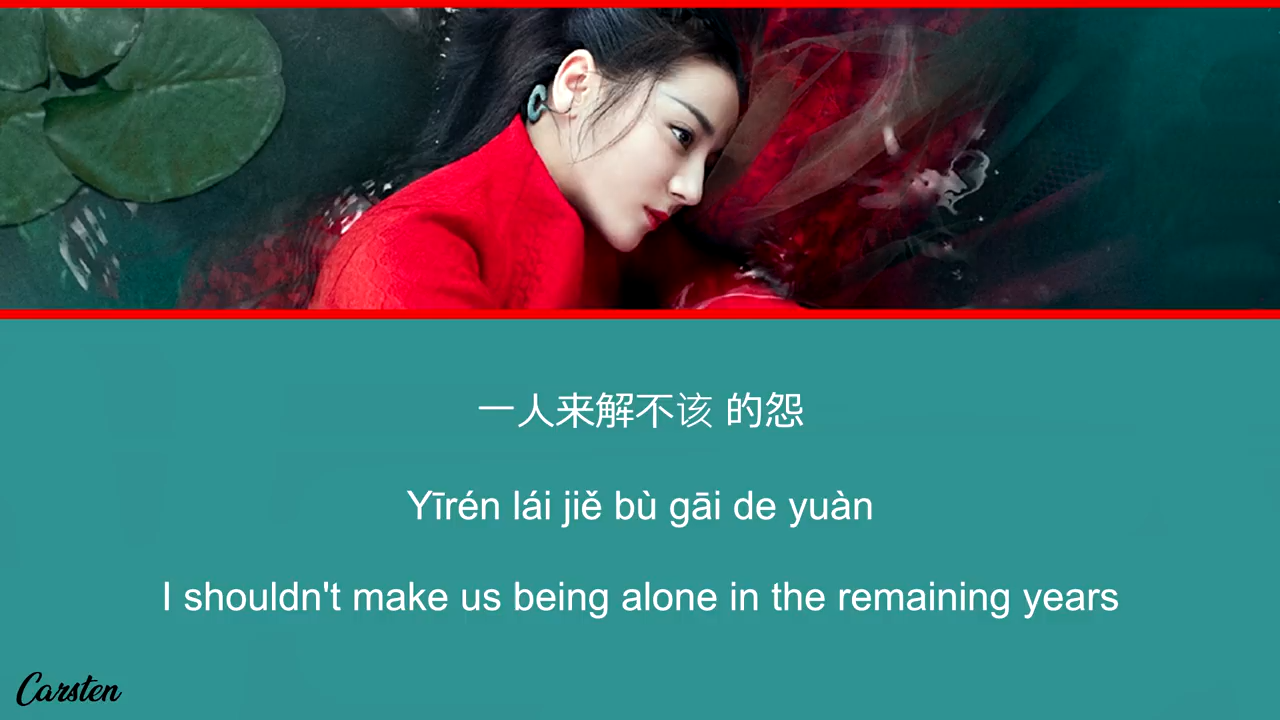 一人来解不该 的怨
Yīrén lái jiě bù gāi de yuàn
I shouldn't make us being alone in the remaining years
Carsten